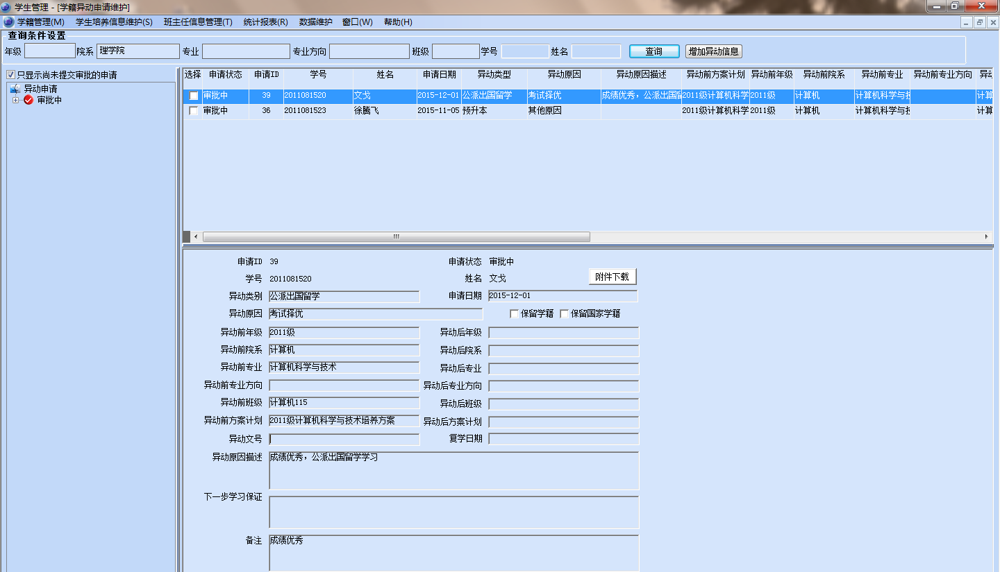 学生管理 - [学籍异动申请维护]
学籍管理(M) 学生培养信息维护(S) 班主任信息管理(T) 统计报表(R) 数据维护 窗口(W) 帮助(H)
查询条件设置
年级 院系 理学院 专业 专业方向 班级 学号 姓名 查询 增加异动信息
只显示尚未提交审批的申请
异动申请
审批中
选择 申请状态 申请ID 学号 姓名 申请日期 异动类型 异动原因 异动原因描述 异动前方案计划 异动前年级 异动前院系 异动前专业 异动前专业方向 异动
审批中 39 2011081520 文戈 2015-12-01 公派出国留学 考试择优 成绩优秀，公派出国留 2011级计算机科学 2011级 计算机 计算机科学与技 计算
审批中 36 2011081523 徐腾飞 2015-11-05 预升本 其他原因 2011级计算机科学 2011级 计算机 计算机科学与技 计算
申请ID 39 申请状态 审批中
学号 2011081520 姓名 文戈 附件下载
异动类别 公派出国留学 申请日期 2015-12-01
异动原因 考试择优 保留学籍 保留国家学籍
异动前年级 2011级 异动后年级
异动前院系 计算机 异动后院系
异动前专业 计算机科学与技术 异动后专业
异动前专业方向 异动后专业方向
异动前班级 计算机115 异动后班级
异动前方案计划 2011级计算机科学与技术培养方案 异动后方案计划
异动文号 复学日期
异动原因描述 成绩优秀，公派出国留学学习
下一步学习保证
备注 成绩优秀